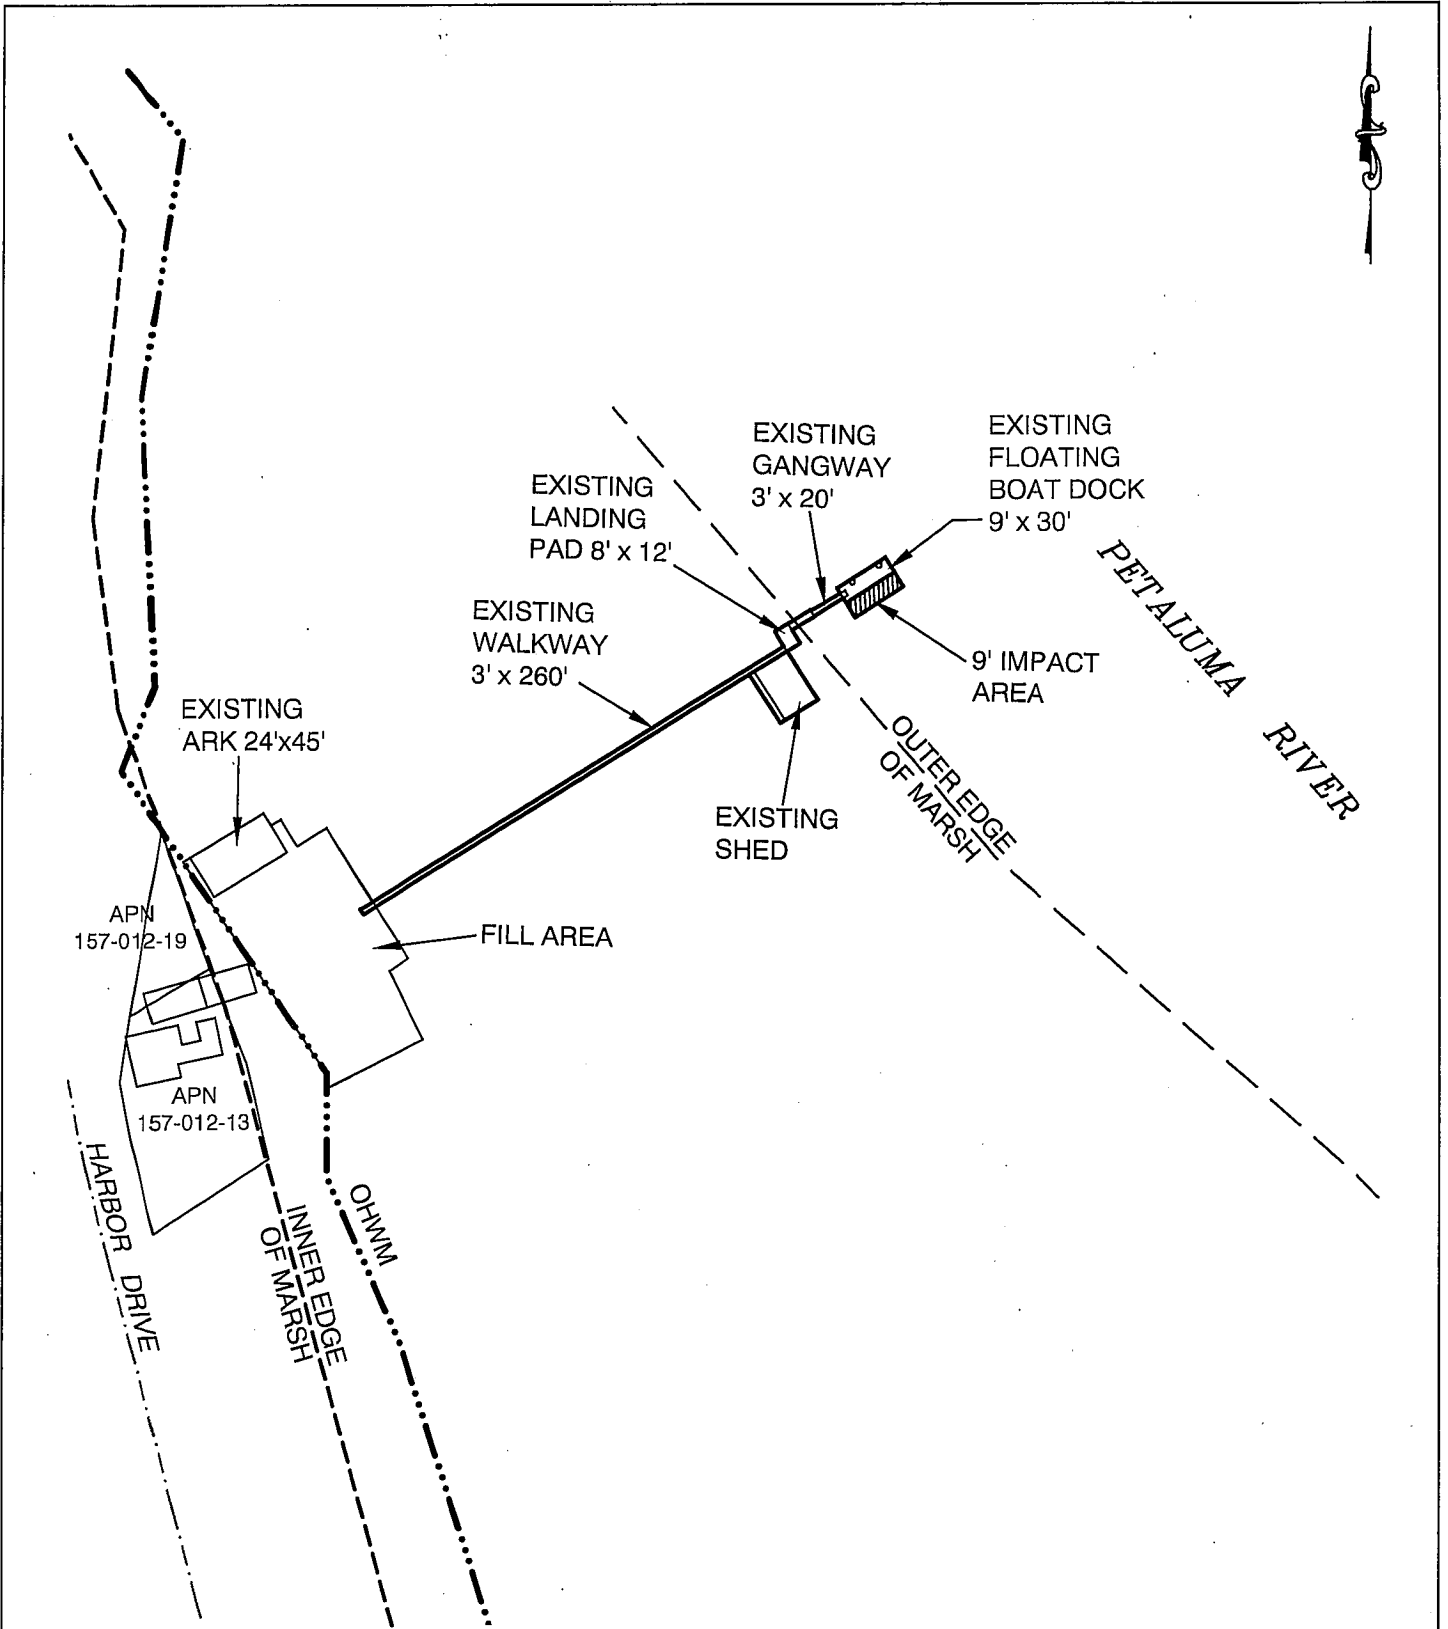 EXISTING
GANGWAY
3' x 20'
EXISTING
FLOATING
BOAT DOCK
9' x 30'
EXISTING
LANDING
PAD 8' x 12'
EXISTING
WALKWAY
3' x 260'
9' IMPACT
AREA
PETALUMA RIVER
EXISTING
ARK 24'x45'
OUTER EDGE
OF MARSH
EXISTING
SHED
APN
157-012-19
FILL AREA
APN
157-012-13
HARBOR DRIVE
INNER EDGE
OF MARSH
OHWM